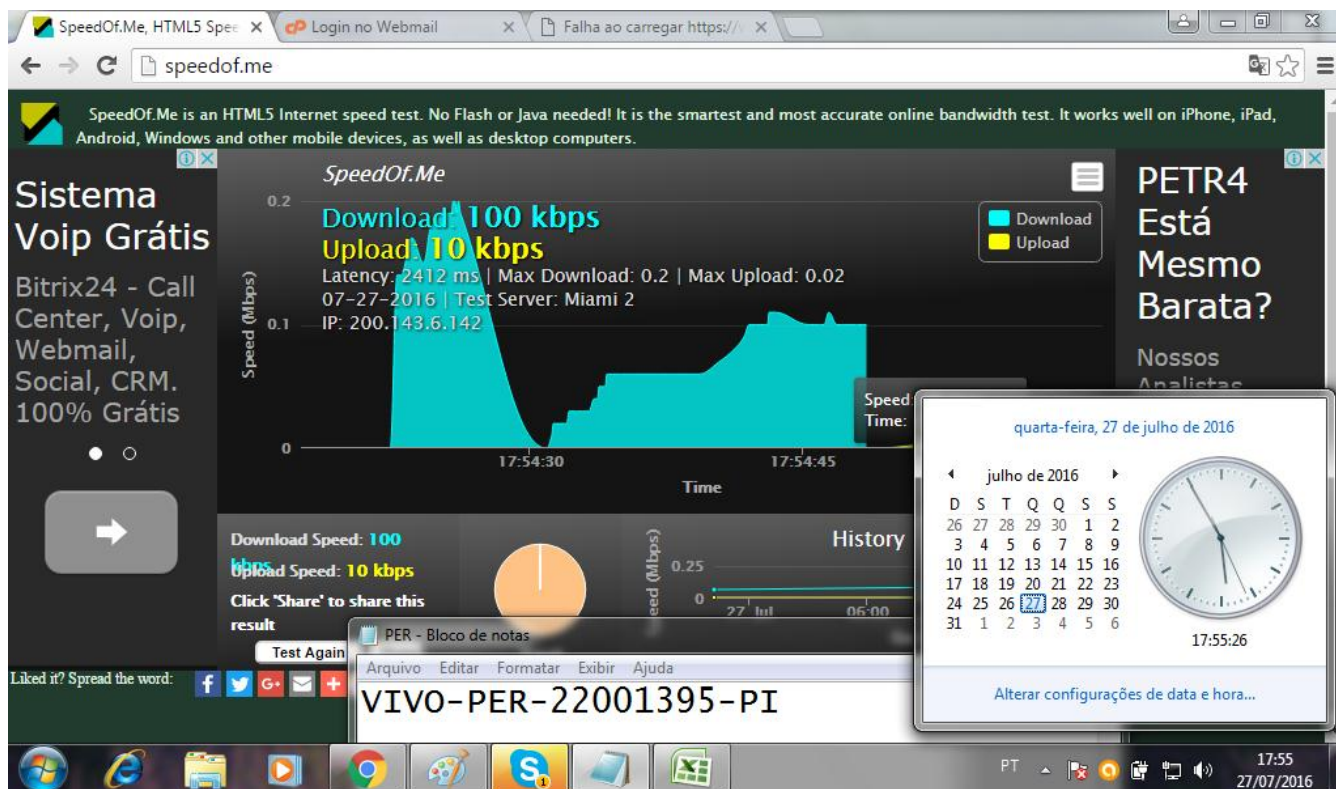 SpeedOf.Me, HTML5 Spee
Login no Webmail
Falha ao carregar https://
speedof.me
SpeedOf.Me is an HTML5 Internet speed test. No Flash or Java needed! It is the smartest and most accurate online bandwidth test. It works well on iPhone, iPad,
Android, Windows and other mobile devices, as well as desktop computers.
Sistema
Voip Grátis
Bitrix24 - Call
Center, Voip,
Webmail,
Social, CRM.
100% Grátis
SpeedOf.Me
Download: 100 kbps
Upload: 10 kbps
Latency: 2412 ms | Max Download: 0.2 | Max Upload: 0.02
07-27-2016 | Test Server: Miami 2
IP: 200.143.6.142
Download
Upload
Speed (Mbps)
0.2
0.1
0
17:54:30
17:54:45
Time
Speed:
Time:
PETR4
Está
Mesmo
Barata?
Nossos
Analistas
Download Speed: 100
kbps
Upload Speed: 10 kbps
Click 'Share' to share this
result
Test Again
History
(Mbps)
0.25
0
27 Jul
06:00
Liked it? Spread the word:
PER - Bloco de notas
Arquivo Editar Formatar Exibir Ajuda
VIVO-PER-22001395-PI
quarta-feira, 27 de julho de 2016
julho de 2016
D S T Q Q S S
26 27 28 29 30 1 2
3 4 5 6 7 8 9
10 11 12 13 14 15 16
17 18 19 20 21 22 23
24 25 26 27 28 29 30
31 1 2 3 4 5 6
17:55:26
Alterar configurações de data e hora...
PT
17:55
27/07/2016